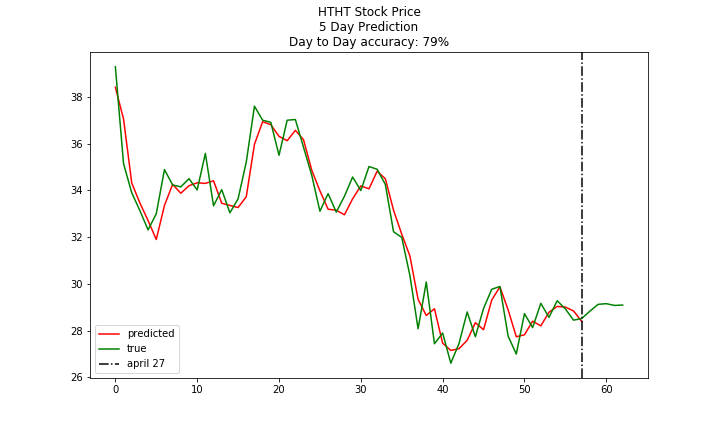 HTHT Stock Price
5 Day Prediction
Day to Day accuracy: 79%
38
36
34
32
30
28
26
predicted
true
april 27
0 10 20 30 40 50 60